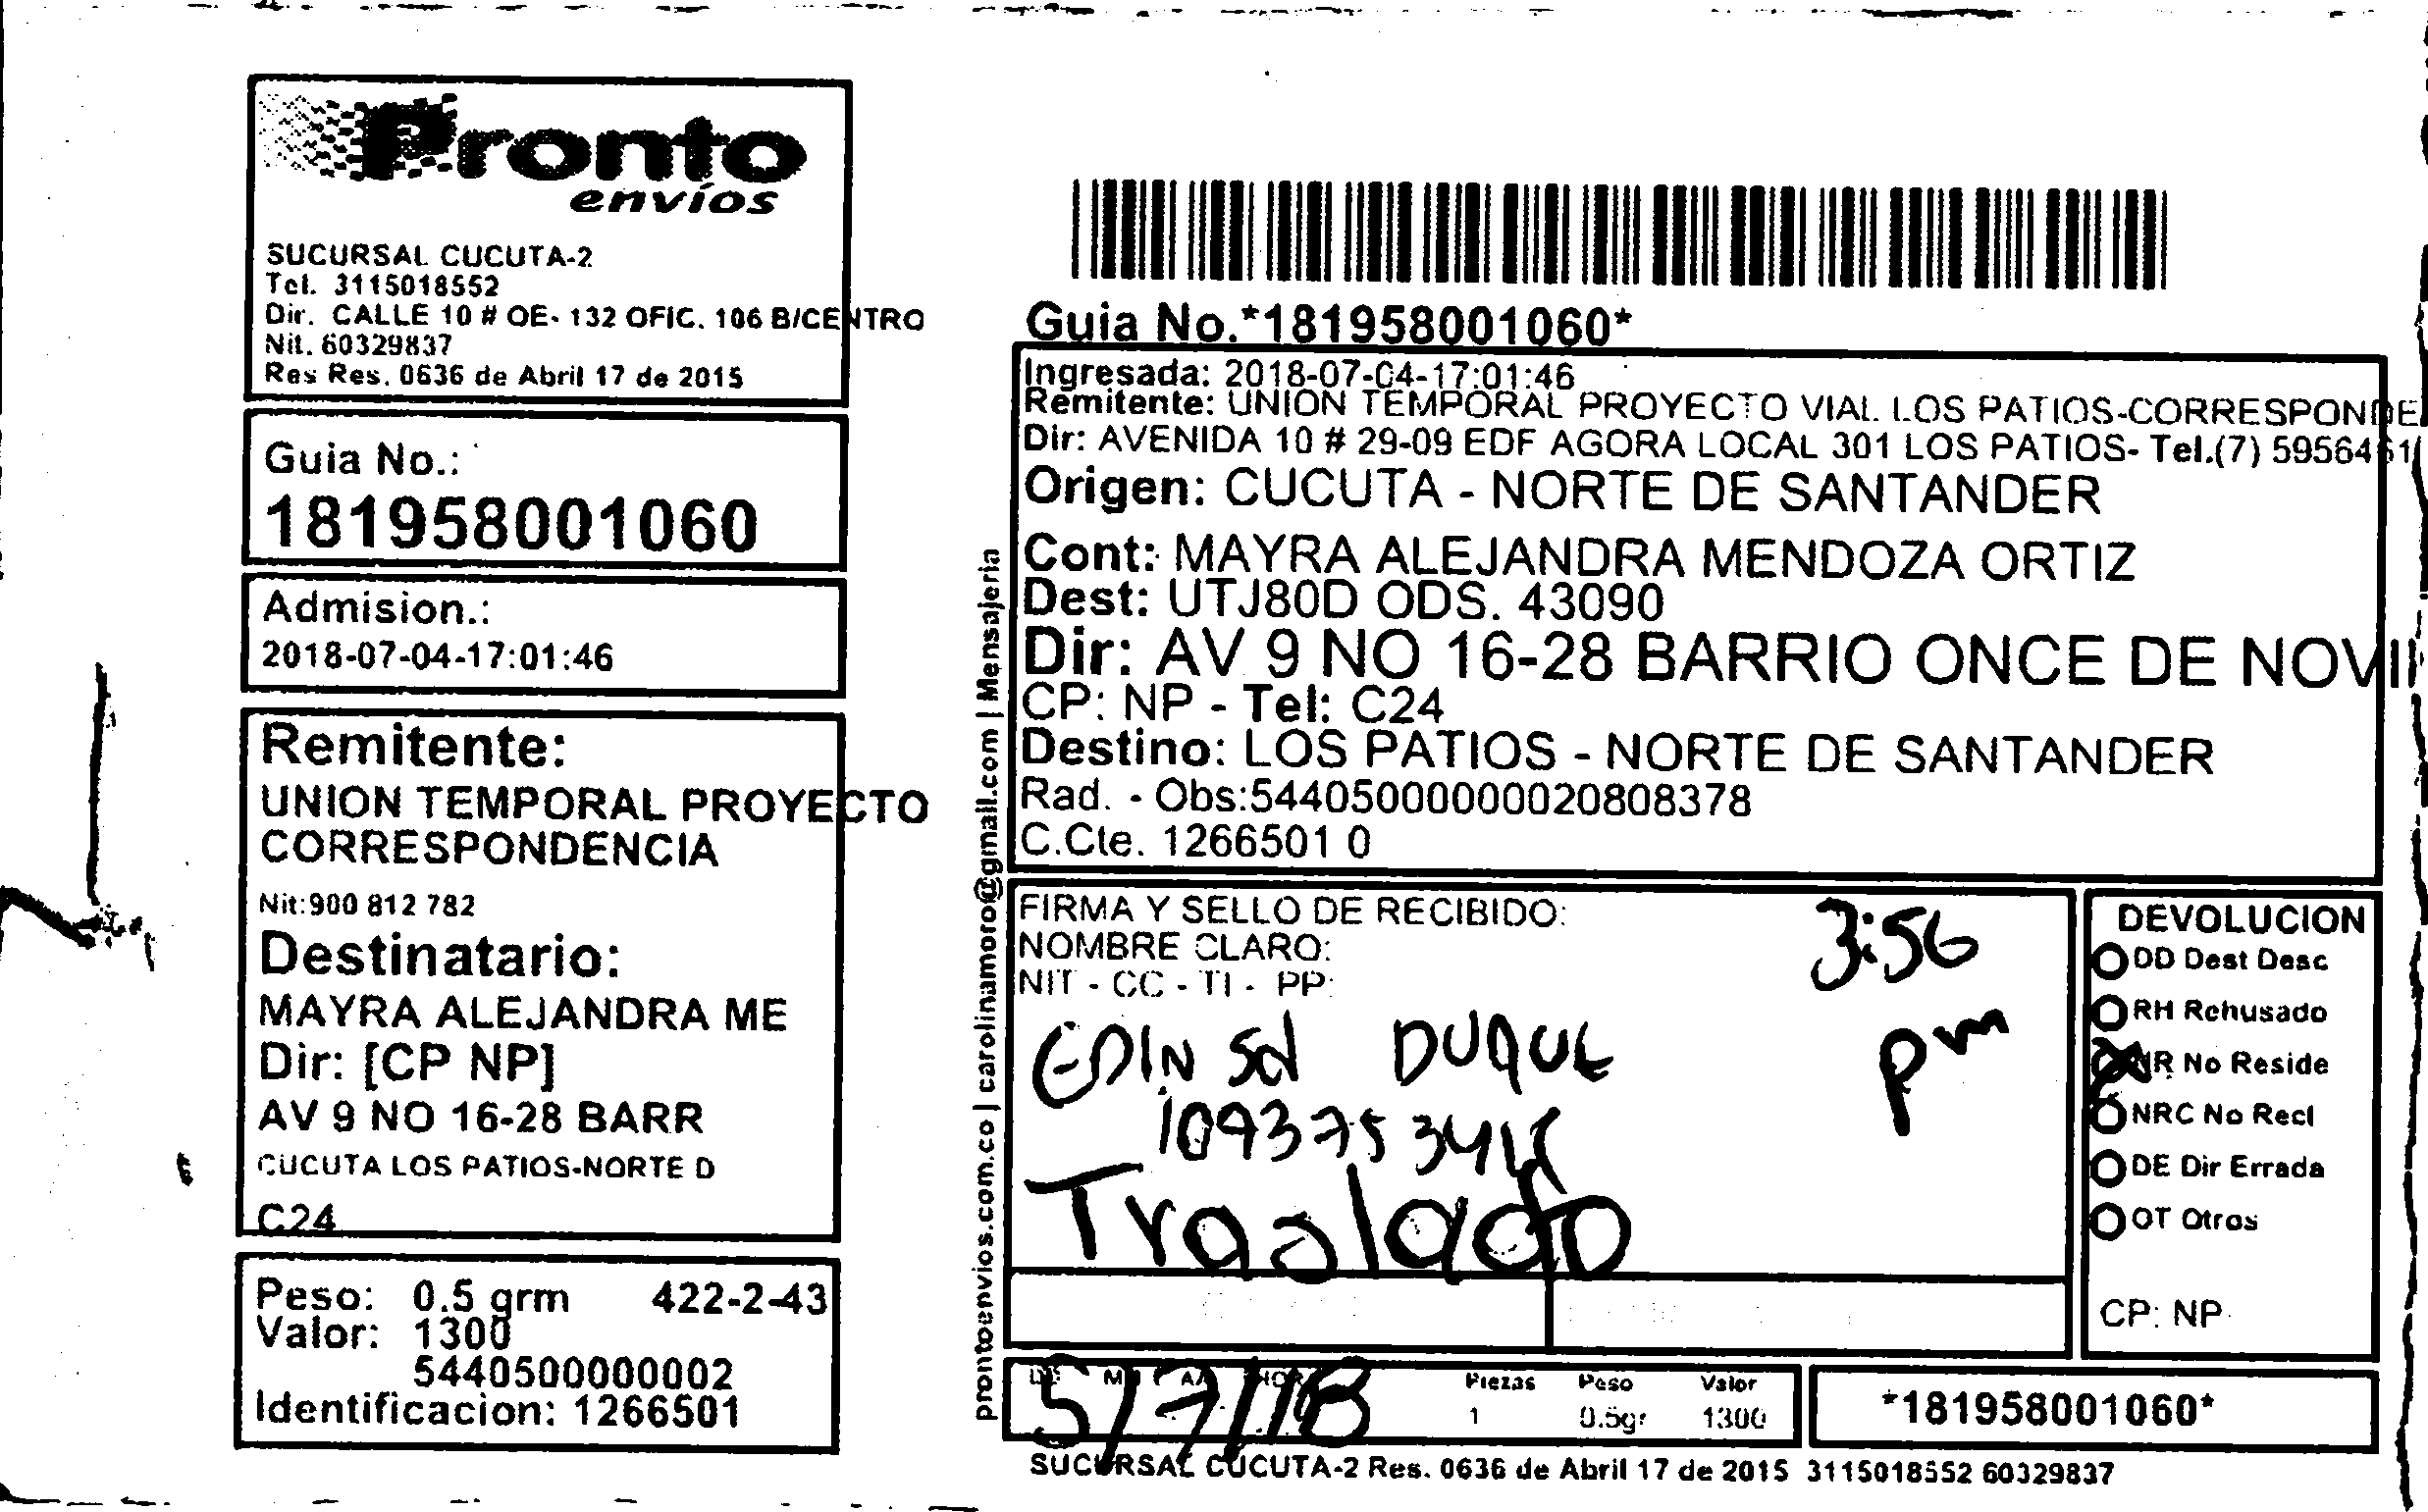 Pronto
envíos
SUCURSAL CUCUTA-2
Tel. 3115018552
Dir. CALLE 10 # OE- 132 OFIC. 106 B/CENTRO
Nit. 60329837
Res Res. 0636 de Abril 17 de 2015
Guia No.:
181958001060
Admision.:
2018-07-04-17:01:46
Remitente:
UNION TEMPORAL PROYECTO
CORRESPONDENCIA
Nit:900 812 782
Destinatario:
MAYRA ALEJANDRA ME
Dir: [CP NP]
AV 9 NO 16-28 BARR
CUCUTA LOS PATIOS-NORTE D
C24
Peso: 0.5 grm 422-2-43
Valor: 1300
5440500000002
Identificacion: 1266501
prontoenvios.com.co | carolinamoro@gmail.com | Mensajeria
Guia No.*181958001060*
Ingresada: 2018-07-04-17:01:46
Remitente: UNION TEMPORAL PROYECTO VIAL LOS PATIOS-CORRESPONDE
Dir: AVENIDA 10 # 29-09 EDF AGORA LOCAL 301 LOS PATIOS- Tel.(7) 5956461
Origen: CUCUTA - NORTE DE SANTANDER
Cont: MAYRA ALEJANDRA MENDOZA ORTIZ
Dest: UTJ80D ODS. 43090
Dir: AV 9 NO 16-28 BARRIO ONCE DE NOVI
CP: NP - Tel: C24
Destino: LOS PATIOS - NORTE DE SANTANDER
Rad. - Obs:544050000000020808378
C.Cte. 1266501 0
FIRMA Y SELLO DE RECIBIDO:
NOMBRE CLARO:
NIT - CC - TI - PP:
3:56
pm
EDIN Sol DUQUE
Traslado
DEVOLUCION
DD Dest Desc
RH Rehusado
NR No Reside
NRC No Recl
DE Dir Errada
OT Otros
CP: NP
5/7/18
Piezas Peso Valor
1 0.5gr 1300
*181958001060*
SUCURSAL CUCUTA-2 Res. 0636 de Abril 17 de 2015 3115018552 60329837